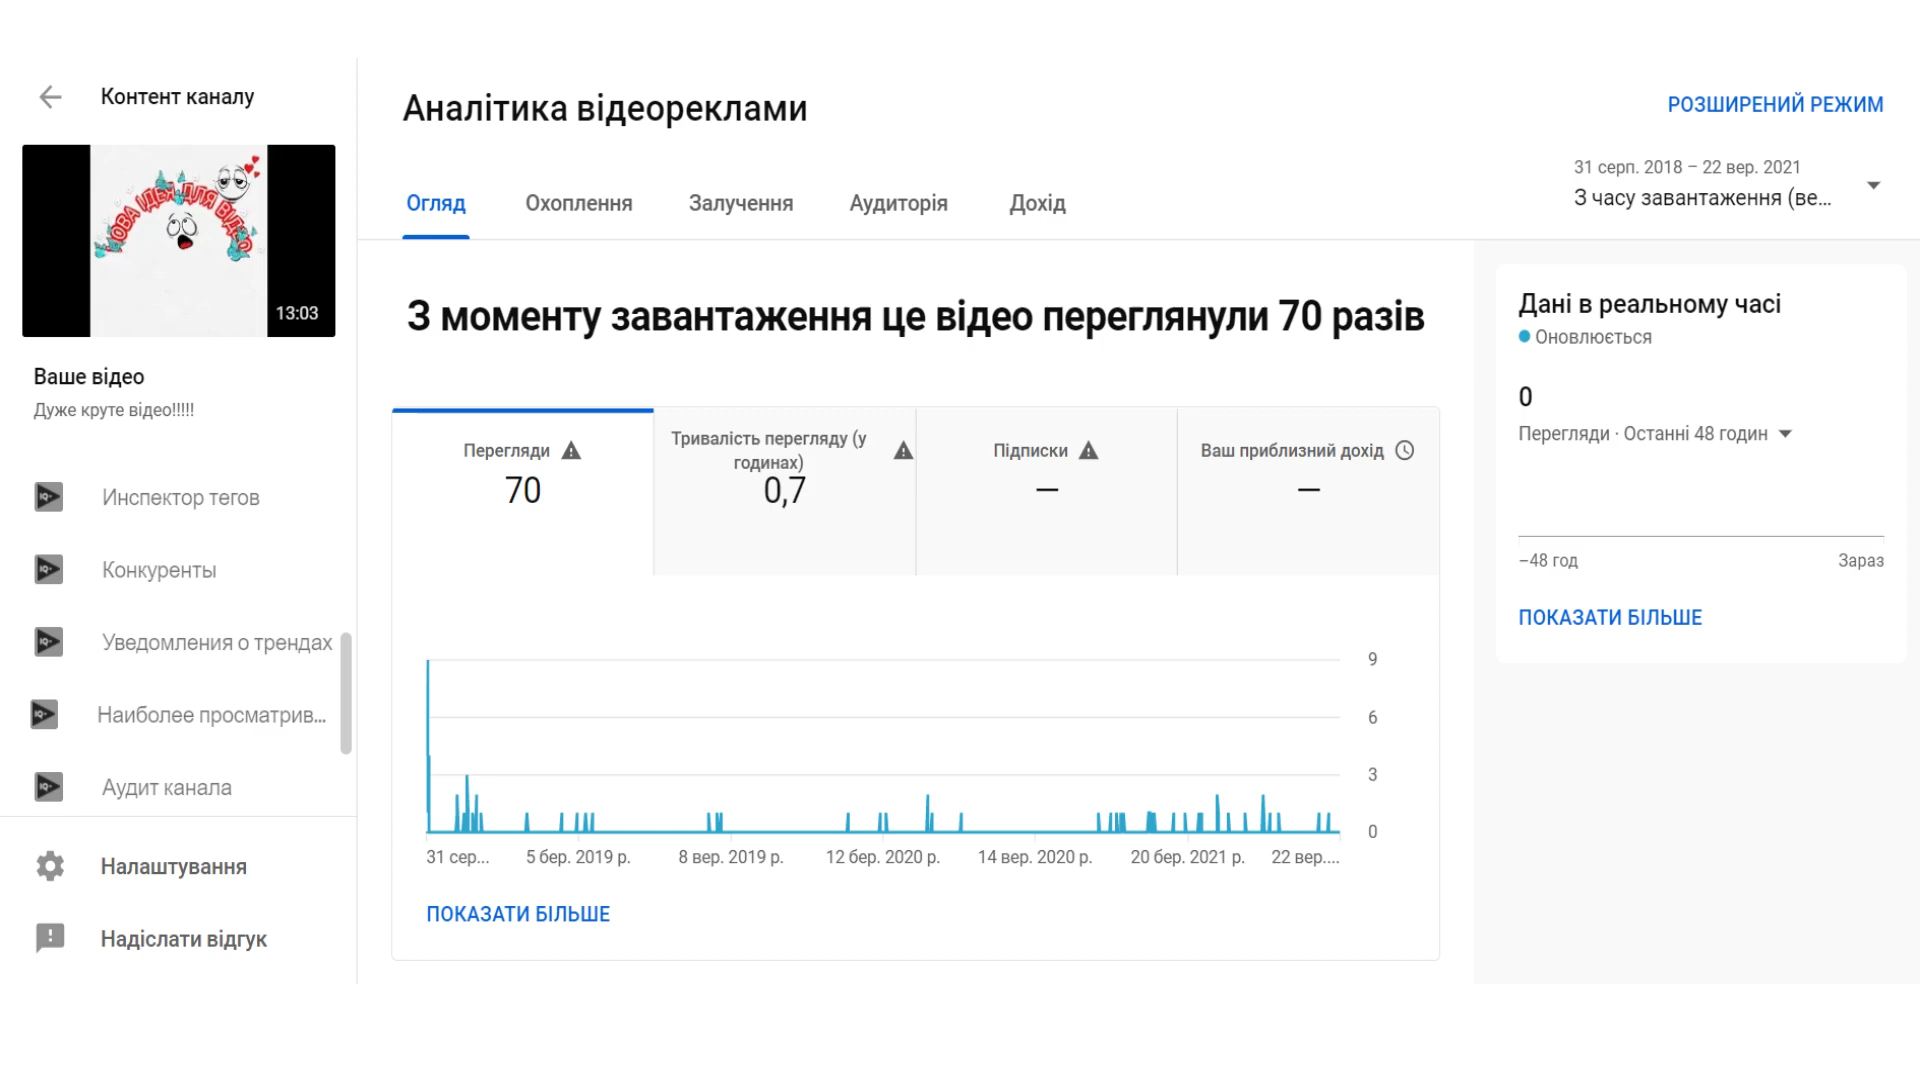 Контент каналу
НОВА ІДЕЯ ДЛЯ ВІДЕО
13:03
Ваше відео
Дуже круте відео!!!!!
Инспектор тегов
Конкуренты
Уведомления о трендах
Наиболее просматрив...
Аудит канала
Налаштування
Надіслати відгук
Аналітика відеореклами
РОЗШИРЕНИЙ РЕЖИМ
31 серп. 2018 – 22 вер. 2021
З часу завантаження (ве...
Огляд Охоплення Залучення Аудиторія Дохід
З моменту завантаження це відео переглянули 70 разів
Перегляди
70
Тривалість перегляду (у
годинах)
0,7
Підписки
—
Ваш приблизний дохід
—
9
6
3
0
31 сер... 5 бер. 2019 р. 8 вер. 2019 р. 12 бер. 2020 р. 14 вер. 2020 р. 20 бер. 2021 р. 22 вер....
ПОКАЗАТИ БІЛЬШЕ
Дані в реальному часі
Оновлюється
0
Перегляди · Останні 48 годин
–48 год Зараз
ПОКАЗАТИ БІЛЬШЕ